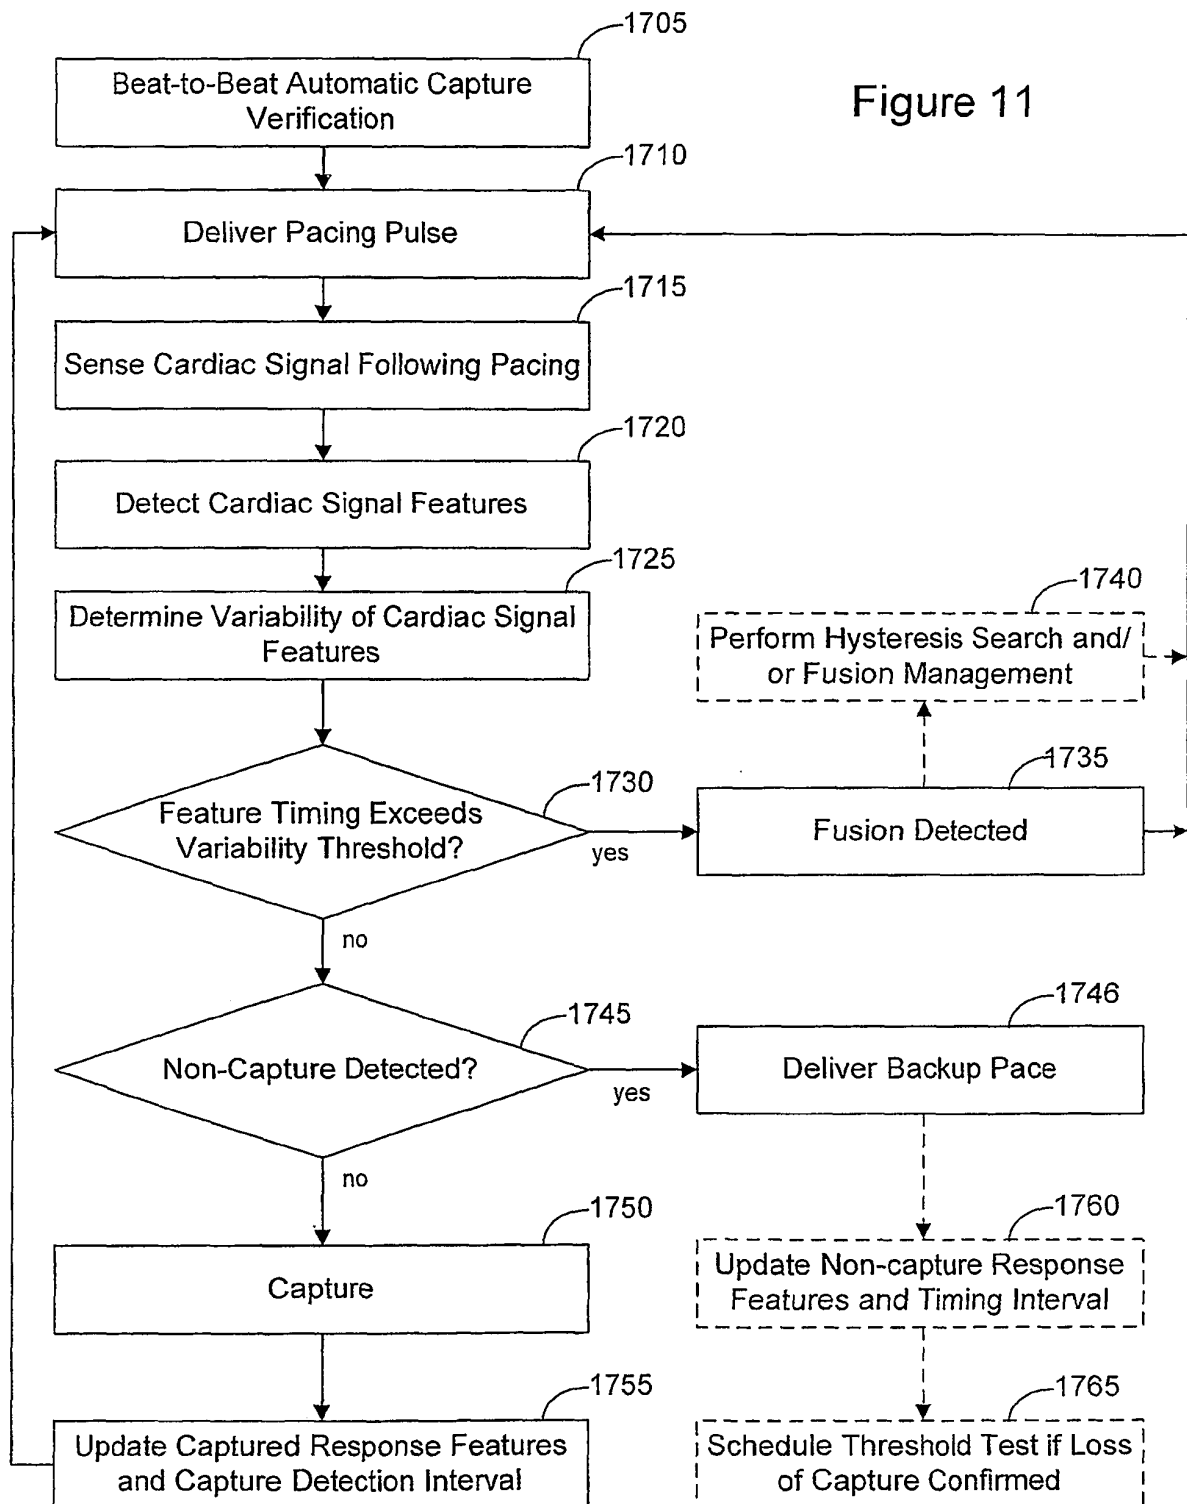 1705
Beat-to-Beat Automatic Capture
Verification
Figure 11
1710
Deliver Pacing Pulse
1715
Sense Cardiac Signal Following Pacing
1720
Detect Cardiac Signal Features
1725
Determine Variability of Cardiac Signal
Features
1740
Perform Hysteresis Search and/
or Fusion Management
1730
Feature Timing Exceeds
Variability Threshold?
yes
no
1735
Fusion Detected
1745
Non-Capture Detected?
yes
no
1746
Deliver Backup Pace
1750
Capture
1760
Update Non-capture Response
Features and Timing Interval
1755
Update Captured Response Features
and Capture Detection Interval
1765
Schedule Threshold Test if Loss
of Capture Confirmed